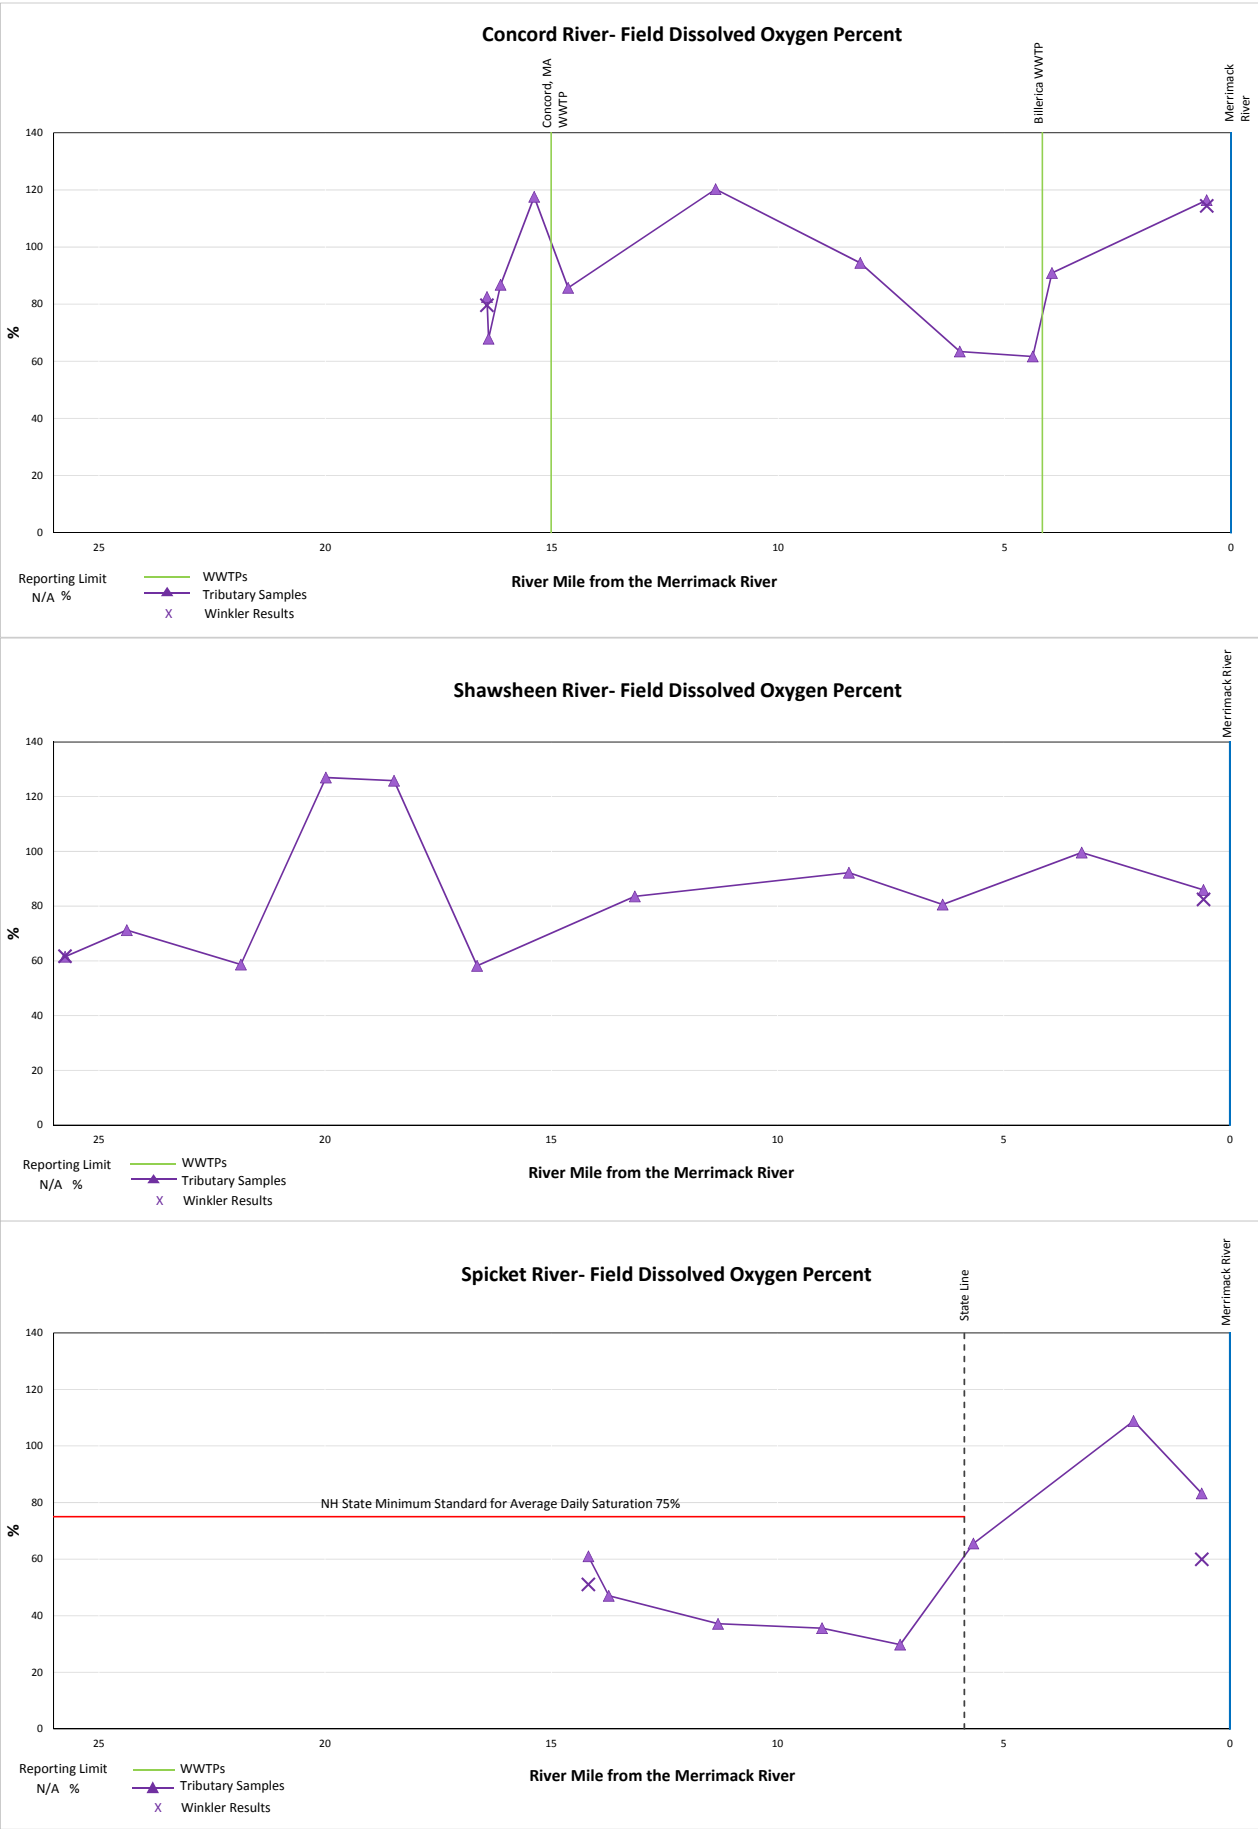 Concord River- Field Dissolved Oxygen Percent
Concord, MA
WWTP
Billerica WWTP
Merrimack
River
140
120
100
80
60
40
20
0
%
25
20
15
10
5
0
River Mile from the Merrimack River
Reporting Limit
N/A %
WWTPs
Tributary Samples
X Winkler Results
Shawsheen River- Field Dissolved Oxygen Percent
Merrimack River
140
120
100
80
60
40
20
0
%
25
20
15
10
5
0
River Mile from the Merrimack River
Reporting Limit
N/A %
WWTPs
Tributary Samples
X Winkler Results
Spicket River- Field Dissolved Oxygen Percent
State Line
Merrimack River
140
120
100
80
60
40
20
0
%
NH State Minimum Standard for Average Daily Saturation 75%
25
20
15
10
5
0
River Mile from the Merrimack River
Reporting Limit
N/A %
WWTPs
Tributary Samples
X Winkler Results